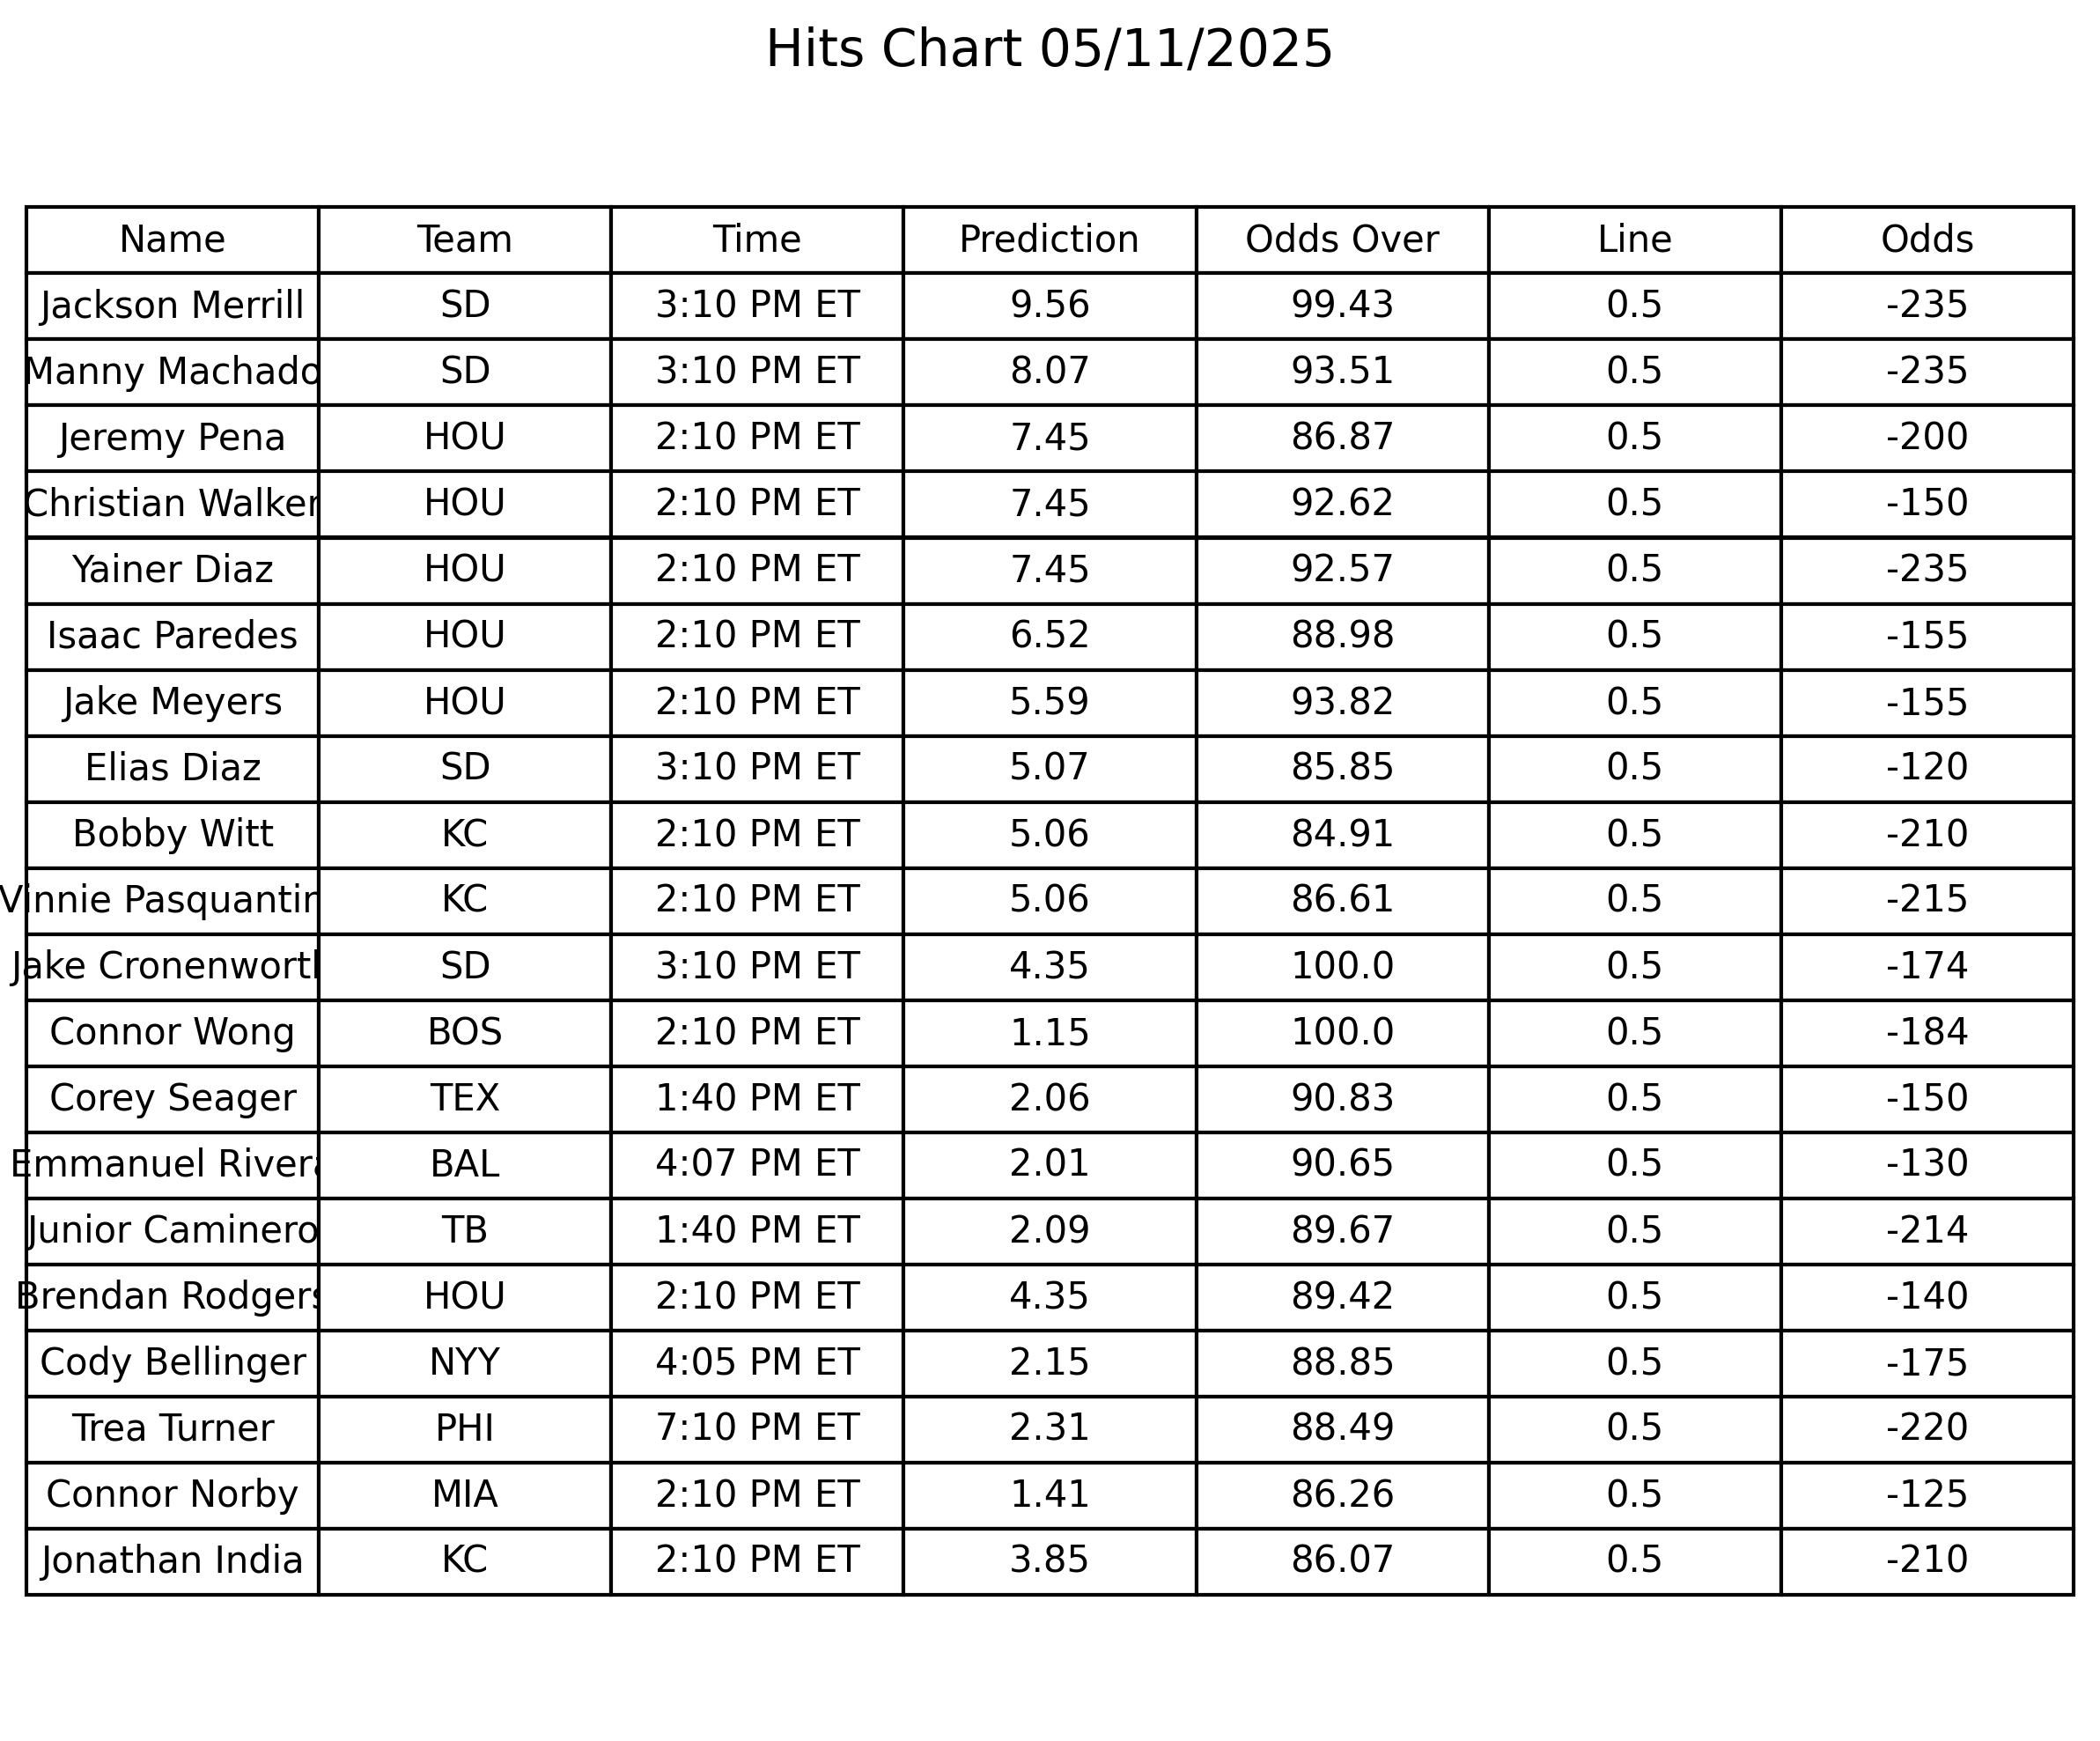 Hits Chart 05/11/2025
Name Team Time Prediction Odds Over Line Odds
Jackson Merrill SD 3:10 PM ET 9.56 99.43 0.5 -235
Manny Machado SD 3:10 PM ET 8.07 93.51 0.5 -235
Jeremy Pena HOU 2:10 PM ET 7.45 86.87 0.5 -200
Christian Walker HOU 2:10 PM ET 7.45 92.62 0.5 -150
Yainer Diaz HOU 2:10 PM ET 7.45 92.57 0.5 -235
Isaac Paredes HOU 2:10 PM ET 6.52 88.98 0.5 -155
Jake Meyers HOU 2:10 PM ET 5.59 93.82 0.5 -155
Elias Diaz SD 3:10 PM ET 5.07 85.85 0.5 -120
Bobby Witt KC 2:10 PM ET 5.06 84.91 0.5 -210
Vinnie Pasquantin KC 2:10 PM ET 5.06 86.61 0.5 -215
Jake Cronenworth SD 3:10 PM ET 4.35 100.0 0.5 -174
Connor Wong BOS 2:10 PM ET 1.15 100.0 0.5 -184
Corey Seager TEX 1:40 PM ET 2.06 90.83 0.5 -150
Emmanuel Rivera BAL 4:07 PM ET 2.01 90.65 0.5 -130
Junior Caminero TB 1:40 PM ET 2.09 89.67 0.5 -214
Brendan Rodgers HOU 2:10 PM ET 4.35 89.42 0.5 -140
Cody Bellinger NYY 4:05 PM ET 2.15 88.85 0.5 -175
Trea Turner PHI 7:10 PM ET 2.31 88.49 0.5 -220
Connor Norby MIA 2:10 PM ET 1.41 86.26 0.5 -125
Jonathan India KC 2:10 PM ET 3.85 86.07 0.5 -210